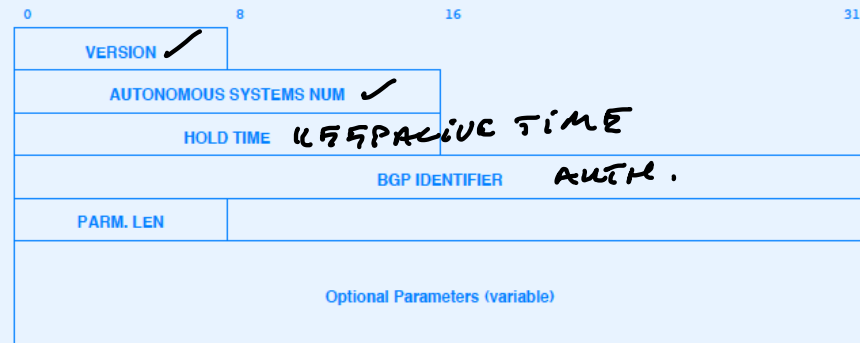 0 8 16 31
VERSION ✓
AUTONOMOUS SYSTEMS NUM ✓
HOLD TIME KEEPALIVE TIME
BGP IDENTIFIER AUTH.
PARM. LEN
Optional Parameters (variable)